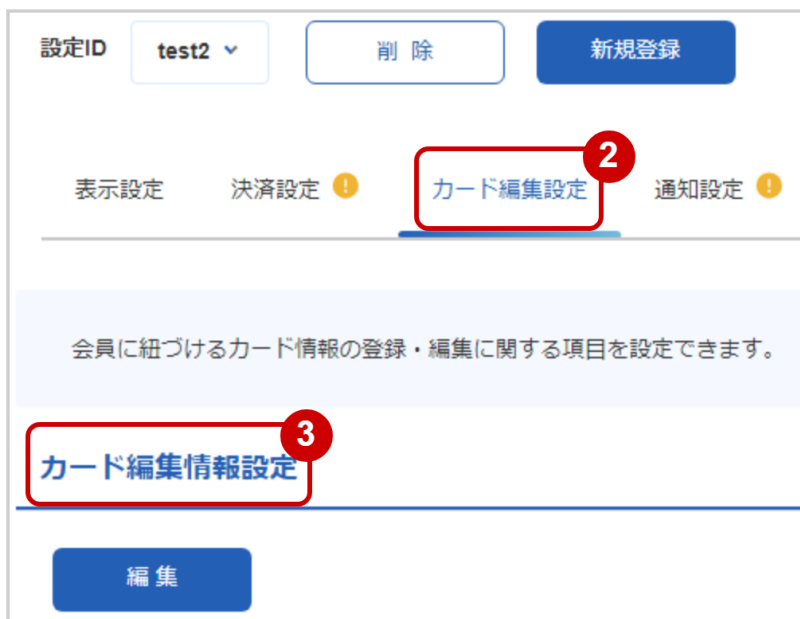 設定ID test2 削 除 新規登録
2
表示設定 決済設定 ! カード編集設定 通知設定 !
会員に紐づけるカード情報の登録・編集に関する項目を設定できます。
3
カード編集情報設定
編 集